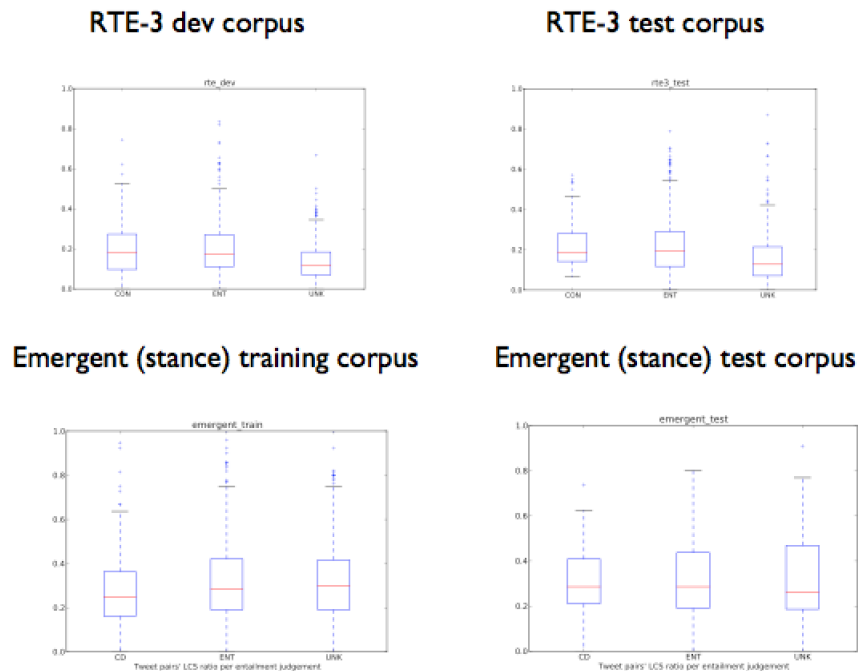 RTE-3 dev corpus
RTE-3 test corpus
rte_dev
1.0
0.8
0.6
0.4
0.2
0.0
CON ENT UNK
rte3_test
1.0
0.8
0.6
0.4
0.2
0.0
CON ENT UNK
Emergent (stance) training corpus
Emergent (stance) test corpus
emergent_train
1.0
0.8
0.6
0.4
0.2
0.0
CD ENT UNK
Tweet pairs' LCS ratio per entailment judgement
emergent_test
1.0
0.8
0.6
0.4
0.2
0.0
CD ENT UNK
Tweet pairs' LCS ratio per entailment judgement